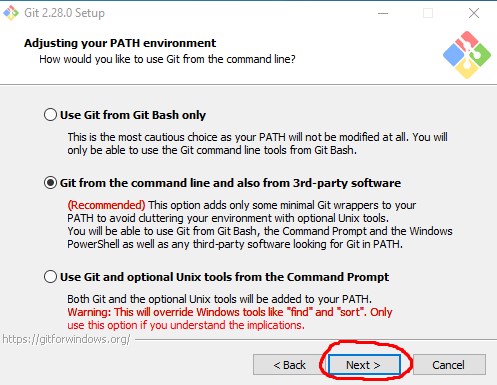 Git 2.28.0 Setup
Adjusting your PATH environment
How would you like to use Git from the command line?
Use Git from Git Bash only
This is the most cautious choice as your PATH will not be modified at all. You will
only be able to use the Git command line tools from Git Bash.
Git from the command line and also from 3rd-party software
(Recommended) This option adds only some minimal Git wrappers to your
PATH to avoid cluttering your environment with optional Unix tools.
You will be able to use Git from Git Bash, the Command Prompt and the Windows
PowerShell as well as any third-party software looking for Git in PATH.
Use Git and optional Unix tools from the Command Prompt
Both Git and the optional Unix tools will be added to your PATH.
Warning: This will override Windows tools like "find" and "sort". Only
use this option if you understand the implications.
https://gitforwindows.org/
< Back Next > Cancel